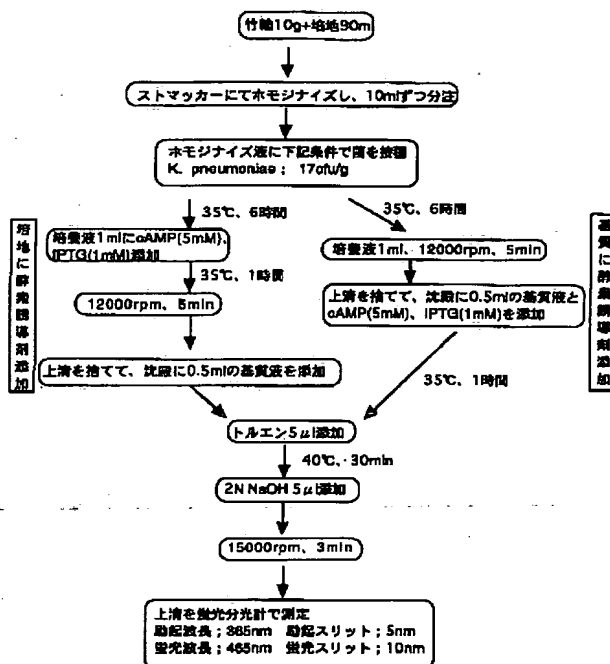 竹輪10g+培地90m
ストマッカーにてホモジナイズし、10mlずつ分注
ホモジナイズ液に下記条件で菌を接種
K. pneumoniae; 17cfu/g
35℃、6時間
35℃、6時間
培地に酵素誘導剤添加
培養液1mlにcAMP(5mM)、
IPTG(1mM)添加
35℃、1時間
12000rpm、5min
上清を捨てて、沈殿に0.5mlの基質液を添加
培養液1ml、12000rpm、5min
上清を捨てて、沈殿に0.5mlの基質液と
cAMP(5mM)、IPTG(1mM)を添加
基質に酵素誘導剤添加
35℃、1時間
トルエン5μl添加
40℃、30min
2N NaOH 5μl添加
15000rpm、3min
上清を蛍光分光計で測定
励起波長;365nm 励起スリット;5nm
蛍光波長;465nm 蛍光スリット;10nm